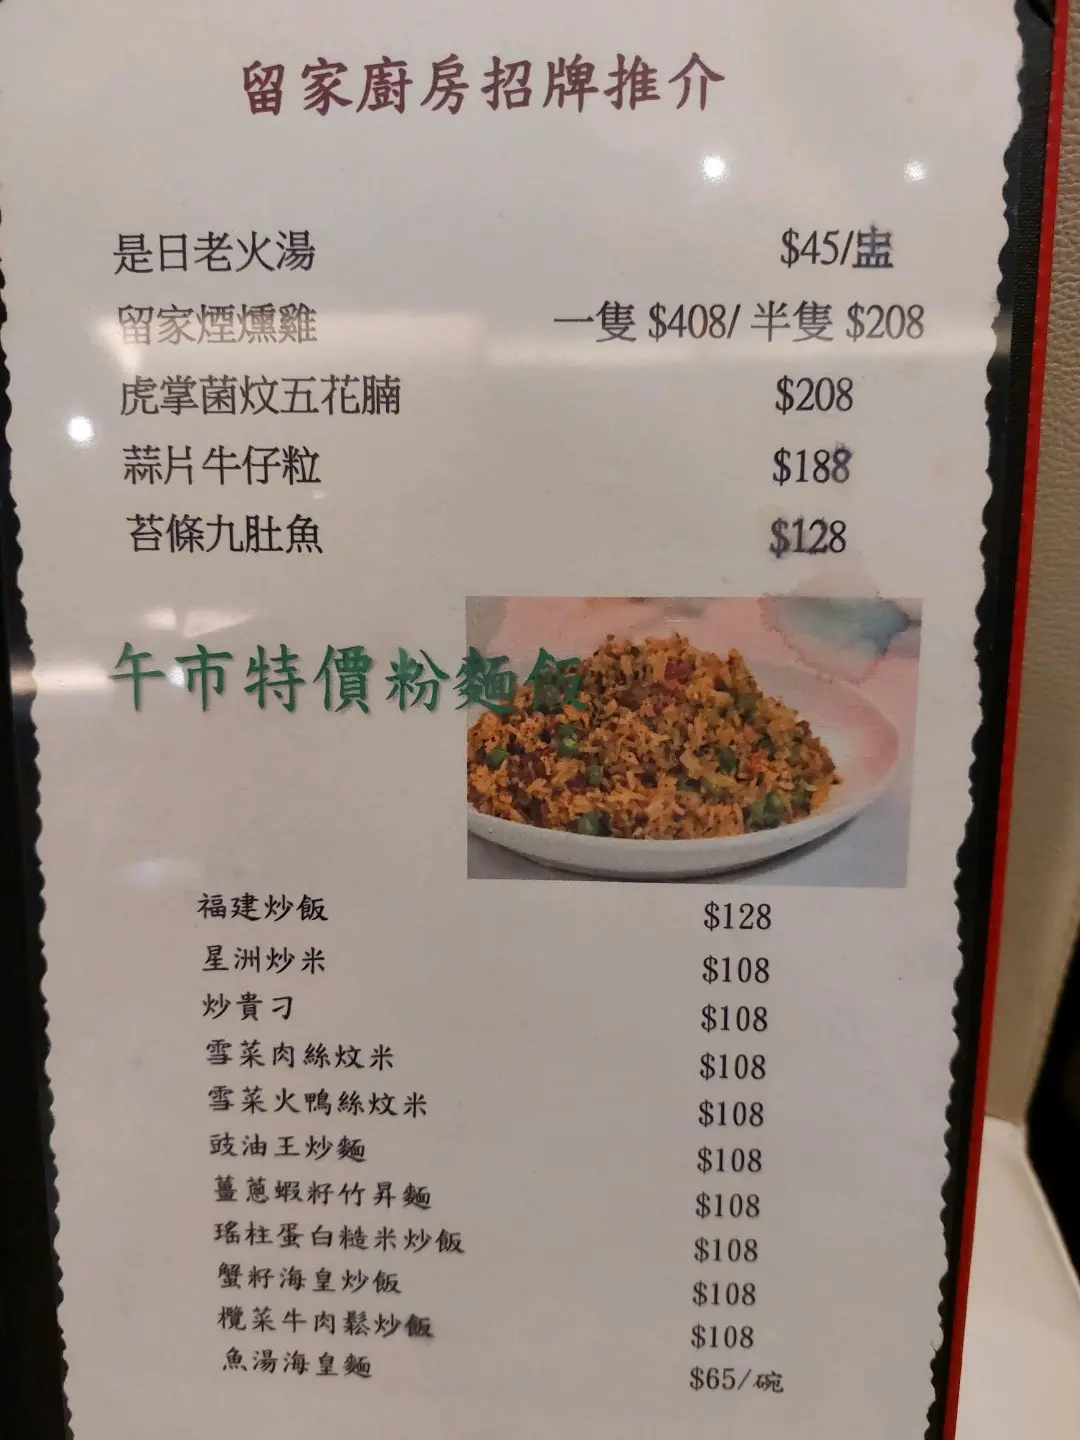 留家廚房招牌推介
是日老火湯 $45/盅
留家煙燻雞 一隻 $408/ 半隻 $208
虎掌菌炆五花腩 $208
蒜片牛仔粒 $188
苔條九肚魚 $128
午市特價粉麵飯
福建炒飯 $128
星洲炒米 $108
炒貴刁 $108
雪菜肉絲炆米 $108
雪菜火鴨絲炆米 $108
豉油王炒麵 $108
薑蔥蝦籽竹昇麵 $108
瑤柱蛋白糙米炒飯 $108
蟹籽海皇炒飯 $108
欖菜牛肉鬆炒飯 $108
魚湯海皇麵 $65/碗